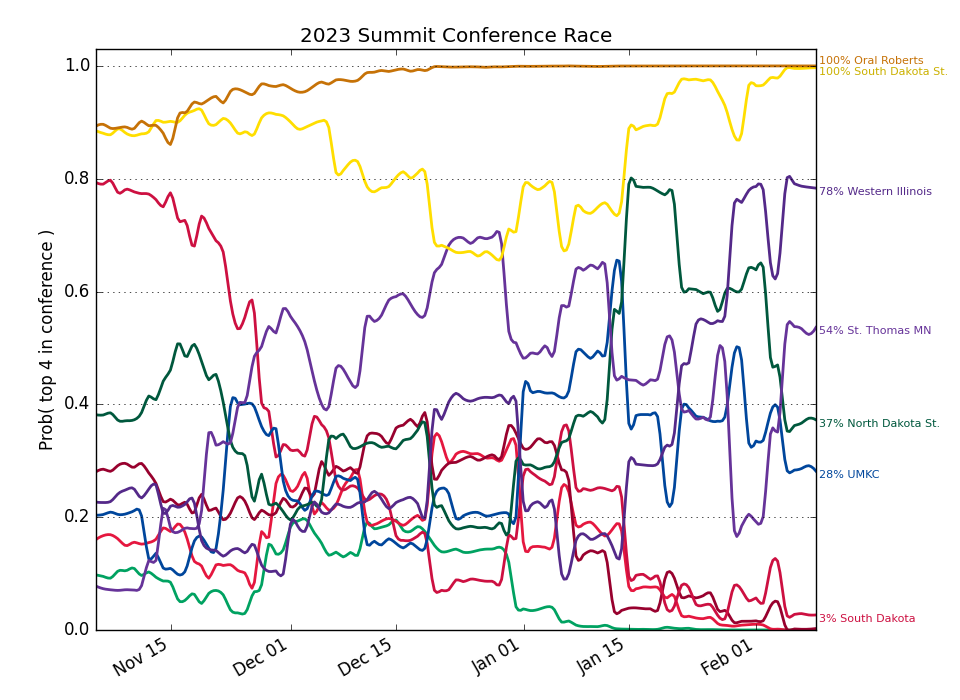 2023 Summit Conference Race
Prob( top 4 in conference )
1.0
0.8
0.6
0.4
0.2
0.0
Nov 15
Dec 01
Dec 15
Jan 01
Jan 15
Feb 01
100% Oral Roberts
100% South Dakota St.
78% Western Illinois
54% St. Thomas MN
37% North Dakota St.
28% UMKC
3% South Dakota